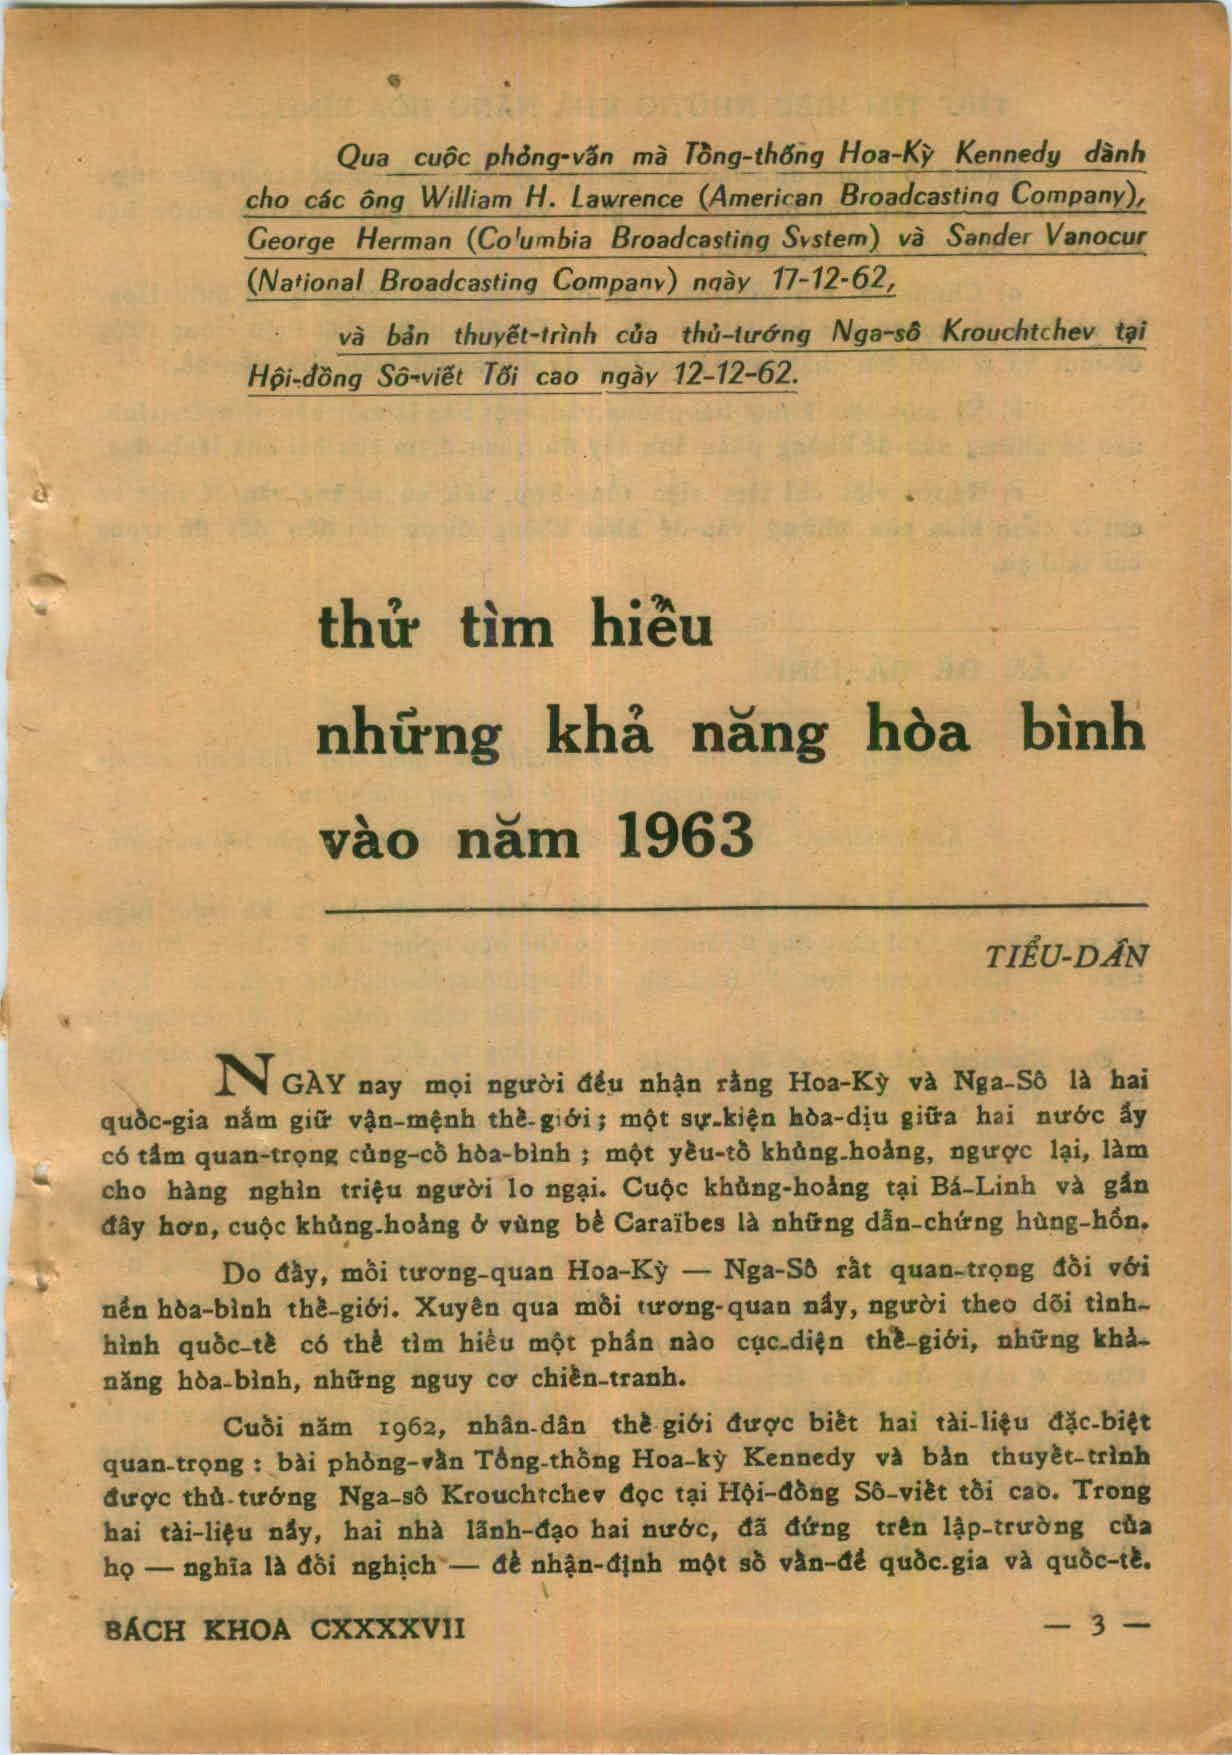 Qua cuộc phỏng-vấn mà Tổng-thống Hoa-Kỳ Kennedy dành
cho các ông William H. Lawrence (American Broadcasting Company),
George Herman (Columbia Broadcasting System) và Sander Vanocur
(National Broadcasting Company) ngày 17-12-62,
và bản thuyết-trình của thủ-tướng Nga-sô Krouchtchev tại
Hội-đồng Sô-viết Tối cao ngày 12-12-62.
thử tìm hiểu
những khả năng hòa bình
vào năm 1963
TIỂU-DÂN
NGÀY nay mọi người đều nhận rằng Hoa-Kỳ và Nga-Sô là hai
quốc-gia nắm giữ vận-mệnh thế-giới ; một sự-kiện hòa-dịu giữa hai nước ấy
có tầm quan-trọng củng-cố hòa-bình ; một yếu-tố khủng-hoảng, ngược lại, làm
cho hàng nghìn triệu người lo ngại. Cuộc khủng-hoảng tại Bá-Linh và gần
đây hơn, cuộc khủng-hoảng ở vùng bể Caraïbes là những dẫn-chứng hùng-hồn.
Do đấy, mối tương-quan Hoa-Kỳ — Nga-Sô rất quan-trọng đối với
nền hòa-bình thế-giới. Xuyên qua mối tương-quan nầy, người theo dõi tình-
hình quốc-tế có thể tìm hiểu một phần nào cục-diện thế-giới, những khả-
năng hòa-bình, những nguy cơ chiến-tranh.
Cuối năm 1962, nhân-dân thế-giới được biết hai tài-liệu đặc-biệt
quan-trọng : bài phỏng-vấn Tổng-thống Hoa-kỳ Kennedy và bản thuyết-trình
được thủ-tướng Nga-sô Krouchtchev đọc tại Hội-đồng Sô-viết tối cao. Trong
hai tài-liệu nầy, hai nhà lãnh-đạo hai nước, đã đứng trên lập-trường của
họ — nghĩa là đối nghịch — để nhận-định một số vấn-đề quốc-gia và quốc-tế.
BÁCH KHOA CXXXXVII
— 3 —